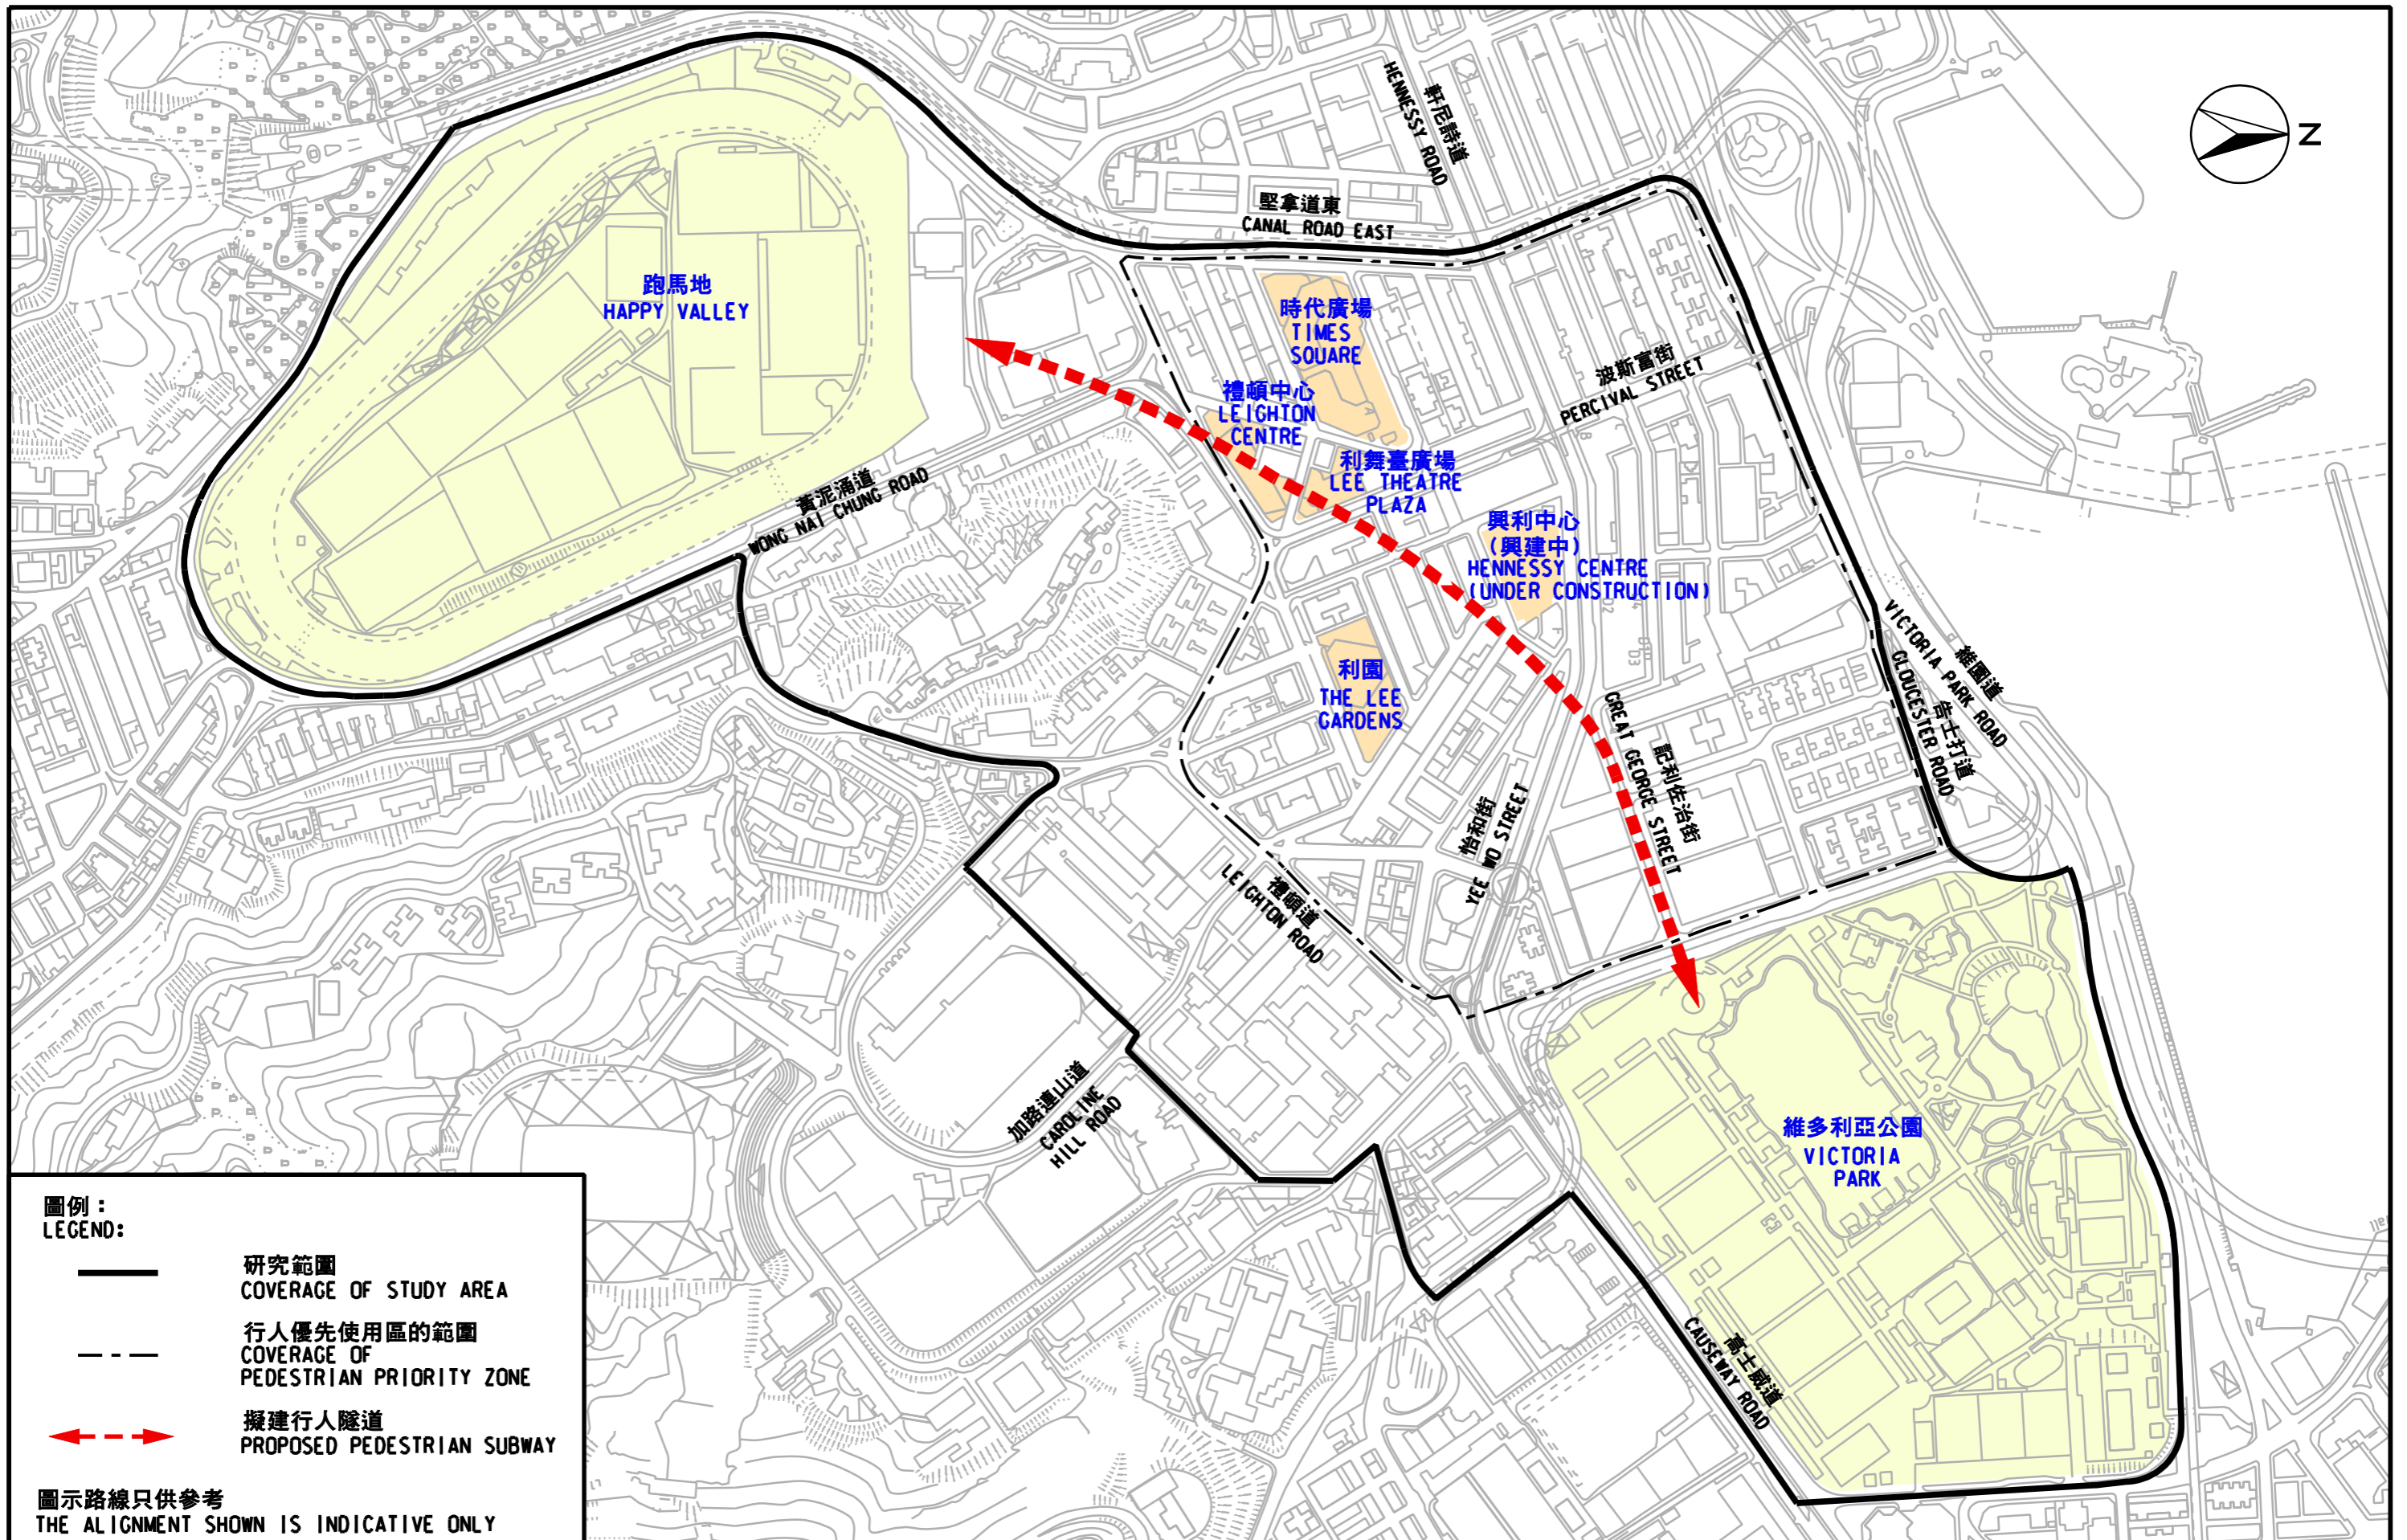 軒尼詩道
HENNESSY ROAD
N
堅拿道東
CANAL ROAD EAST
跑馬地
HAPPY VALLEY
時代廣場
TIMES
SQUARE
波斯富街
PERCIVAL STREET
禮頓中心
LEIGHTON
CENTRE
利舞臺廣場
LEE THEATRE
PLAZA
黃泥涌道
WONG NAI CHUNG ROAD
興利中心
(興建中)
HENNESSY CENTRE
(UNDER CONSTRUCTION)
利園
THE LEE
GARDENS
維園道
VICTORIA PARK ROAD
告士打道
GLOUCESTER ROAD
記利佐治街
GREAT GEORGE STREET
怡和街
YEE WO STREET
禮頓道
LEIGHTON ROAD
加路連山道
CAROLINE
HILL ROAD
維多利亞公園
VICTORIA
PARK
高士威道
CAUSEWAY ROAD
圖例：
LEGEND:
研究範圍
COVERAGE OF STUDY AREA
行人優先使用區的範圍
COVERAGE OF
PEDESTRIAN PRIORITY ZONE
擬建行人隧道
PROPOSED PEDESTRIAN SUBWAY
圖示路線只供參考
THE ALIGNMENT SHOWN IS INDICATIVE ONLY